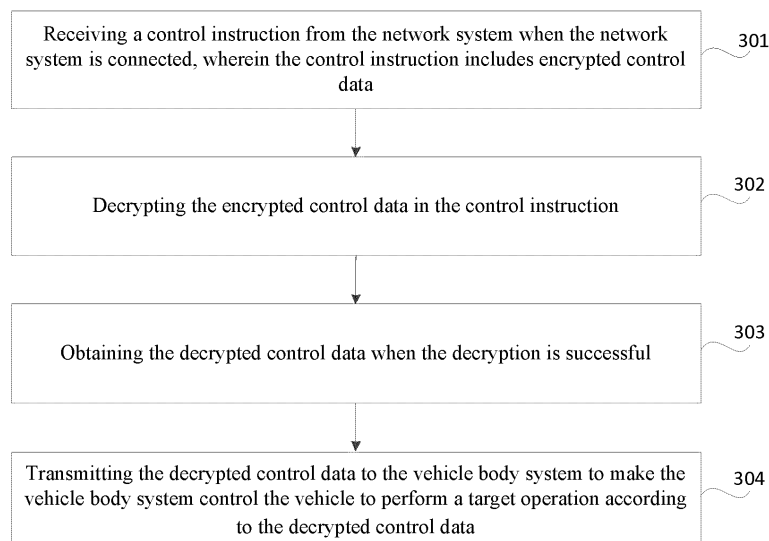 Receiving a control instruction from the network system when the network
system is connected, wherein the control instruction includes encrypted control
data
301
Decrypting the encrypted control data in the control instruction
302
Obtaining the decrypted control data when the decryption is successful
303
Transmitting the decrypted control data to the vehicle body system to make the
vehicle body system control the vehicle to perform a target operation according
to the decrypted control data
304